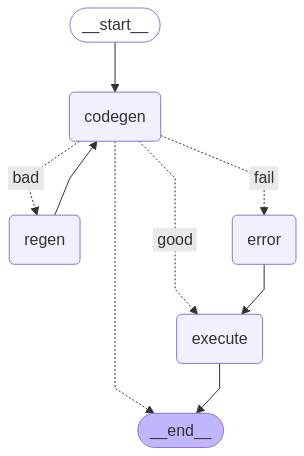 __start__
codegen
bad
fail
regen
good
error
execute
__end__